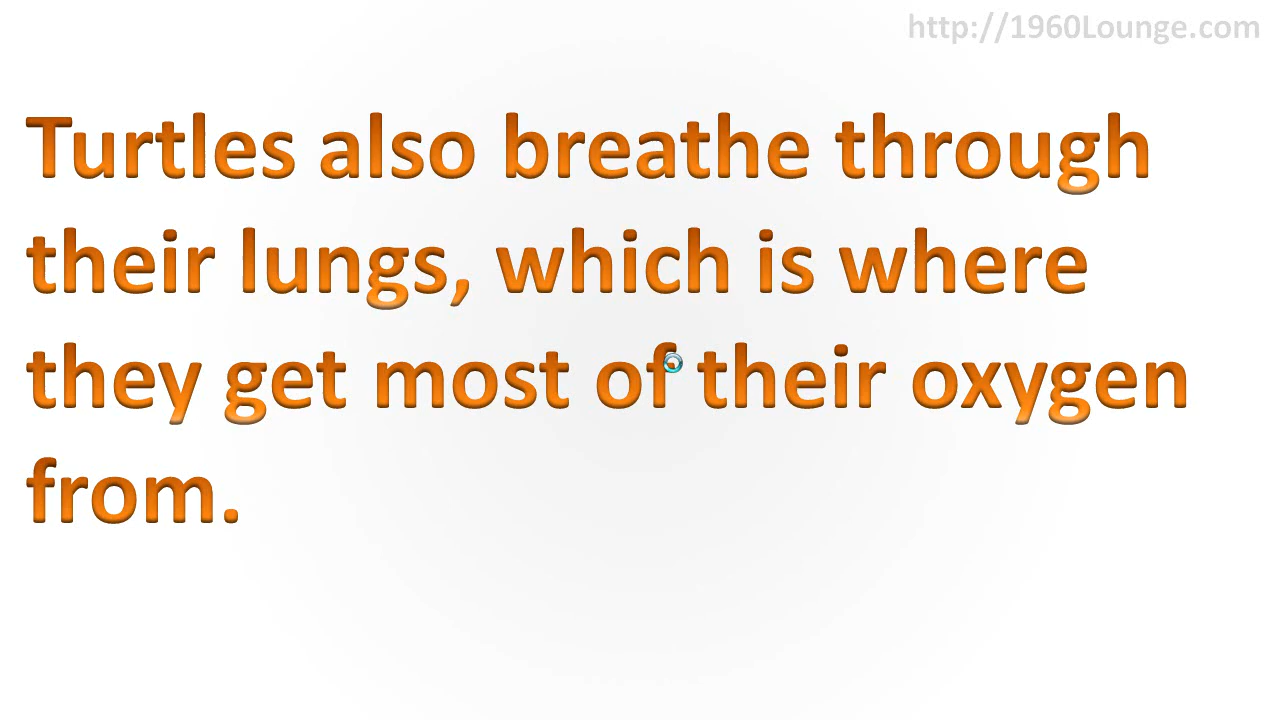 http://1960Lounge.com
Turtles also breathe through
their lungs, which is where
they get most of their oxygen
from.